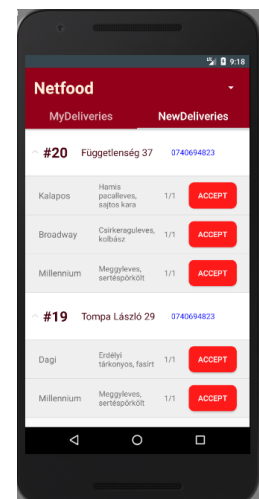 9:18
Netfood
MyDeliveries NewDeliveries
#20 Függetlenség 37 0740694823
Kalapos Hamis pacalleves, sajtos kara 1/1 ACCEPT
Broadway Csirkeraguleves, kolbász 1/1 ACCEPT
Millennium Meggyleves, sertéspörkölt 1/1 ACCEPT
#19 Tompa László 29 0740694823
Dagi Erdélyi tárkonyos, fasírt 1/1 ACCEPT
Millennium Meggyleves, sertéspörkölt 1/1 ACCEPT